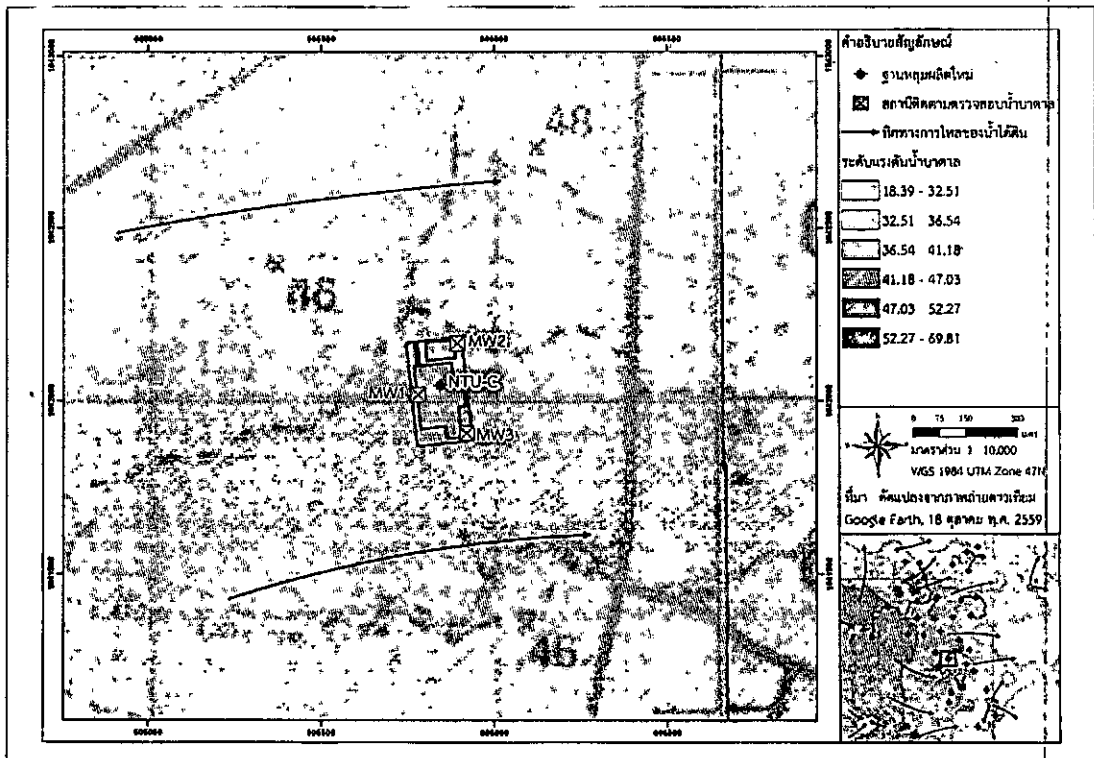 48
46
MW2
NTU-C
MW1
MW3
46
คำอธิบายสัญลักษณ์
ฐานหลุมผลิตใหม่
สถานีติดตามตรวจสอบน้ำบาดาล
ทิศทางการไหลของน้ำใต้ดิน
ระดับแรงดันน้ำบาดาล
18.39 - 32.51
32.51 36.54
36.54 41.18
41.18 - 47.03
47.03 52.27
52.27 - 69.81
0 75 150 300
เมตร
มาตราส่วน 1 10,000
WGS 1984 UTM Zone 47N
ที่มา ดัดแปลงจากภาพถ่ายดาวเทียม
Google Earth, 18 ตุลาคม พ.ศ. 2559